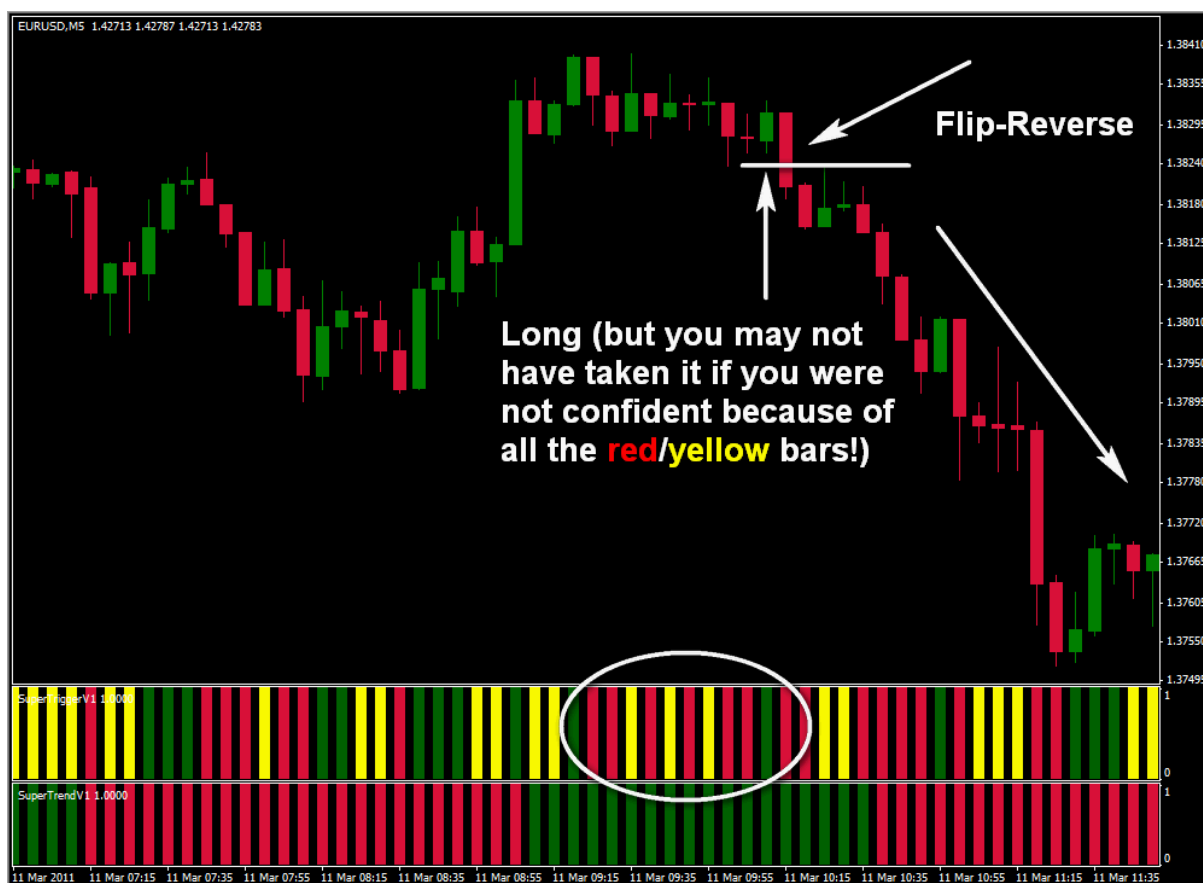 EURUSD,M5 1.42713 1.42787 1.42713 1.42783
1.38410
1.38355
Flip-Reverse
1.38295
1.38240
1.38180
1.38125
1.38065
1.38010
Long (but you may not
have taken it if you were
not confident because of
all the red/yellow bars!)
1.37950
1.37895
1.37835
1.37780
1.37720
1.37665
1.37605
1.37550
1.37495
SuperTriggerV1 1.0000
1
0
SuperTrendV1 1.0000
1
0
11 Mar 2011 11 Mar 07:15 11 Mar 07:35 11 Mar 07:55 11 Mar 08:15 11 Mar 08:35 11 Mar 08:55 11 Mar 09:15 11 Mar 09:35 11 Mar 09:55 11 Mar 10:15 11 Mar 10:35 11 Mar 10:55 11 Mar 11:15 11 Mar 11:35